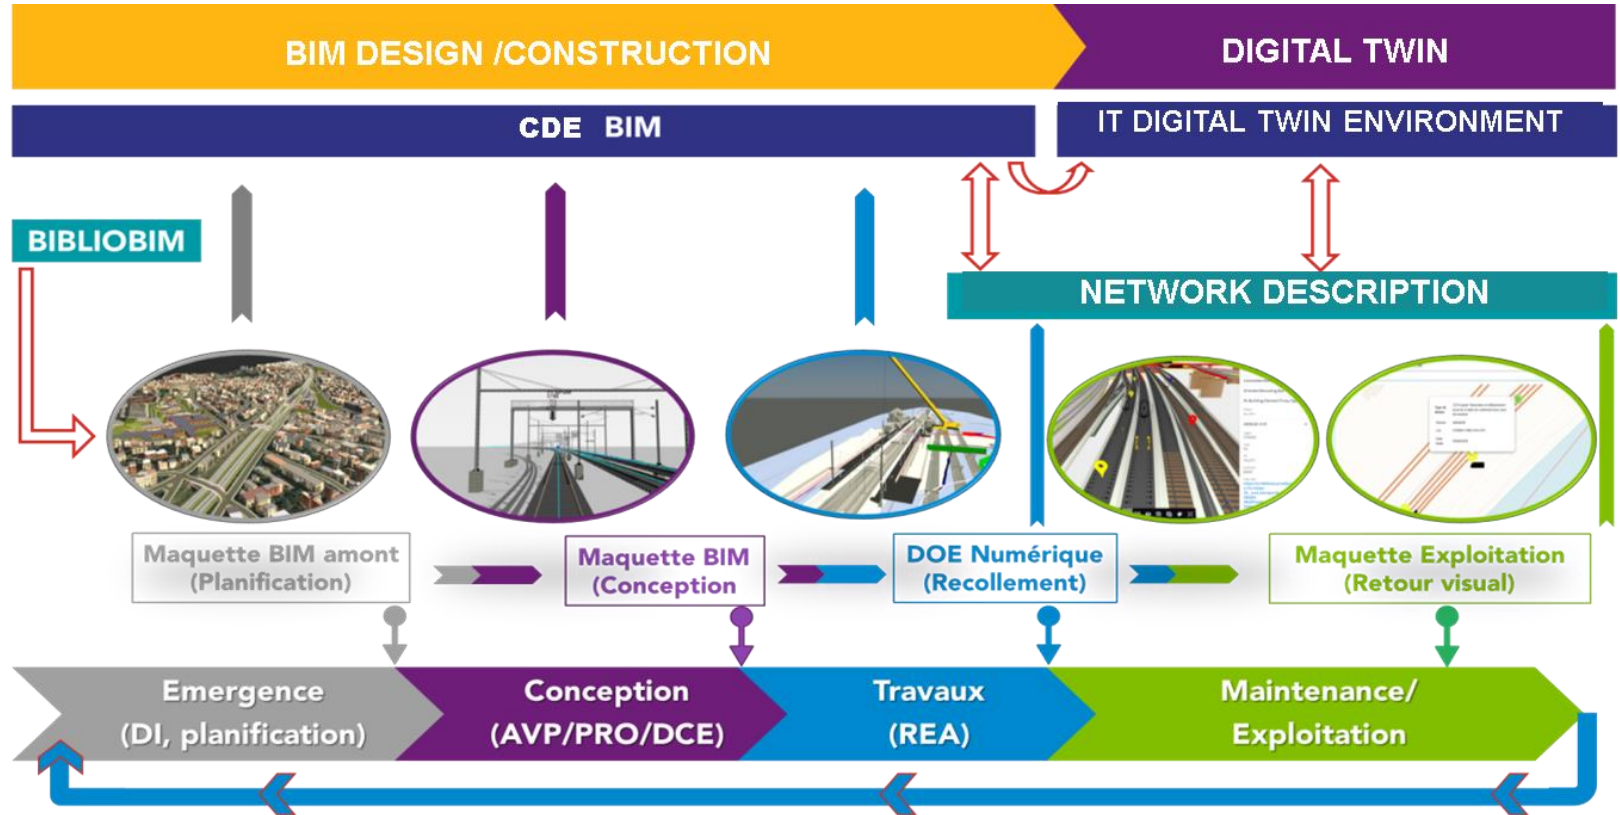 BIM DESIGN /CONSTRUCTION
DIGITAL TWIN
CDE BIM
IT DIGITAL TWIN ENVIRONMENT
BIBLIOBIM
NETWORK DESCRIPTION
Maquette BIM amont
(Planification)
Maquette BIM
(Conception
DOE Numérique
(Recollement)
Maquette Exploitation
(Retour visual)
Emergence
(DI, planification)
Conception
(AVP/PRO/DCE)
Travaux
(REA)
Maintenance/
Exploitation